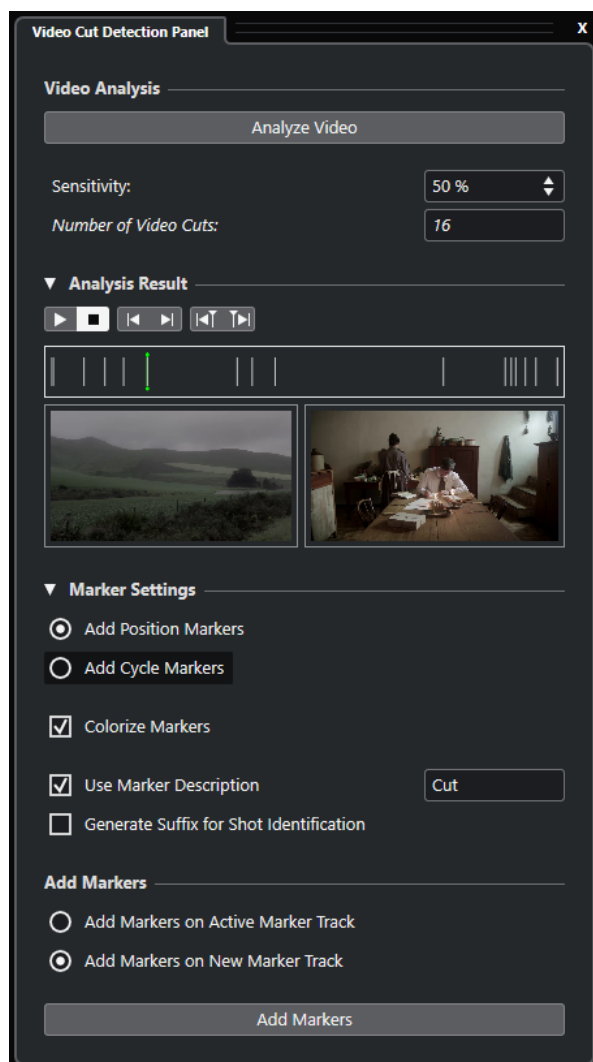 Video Cut Detection Panel
X
Video Analysis
Analyze Video
Sensitivity: 50 %
Number of Video Cuts: 16
Analysis Result
Marker Settings
Add Position Markers
Add Cycle Markers
Colorize Markers
Use Marker Description Cut
Generate Suffix for Shot Identification
Add Markers
Add Markers on Active Marker Track
Add Markers on New Marker Track
Add Markers